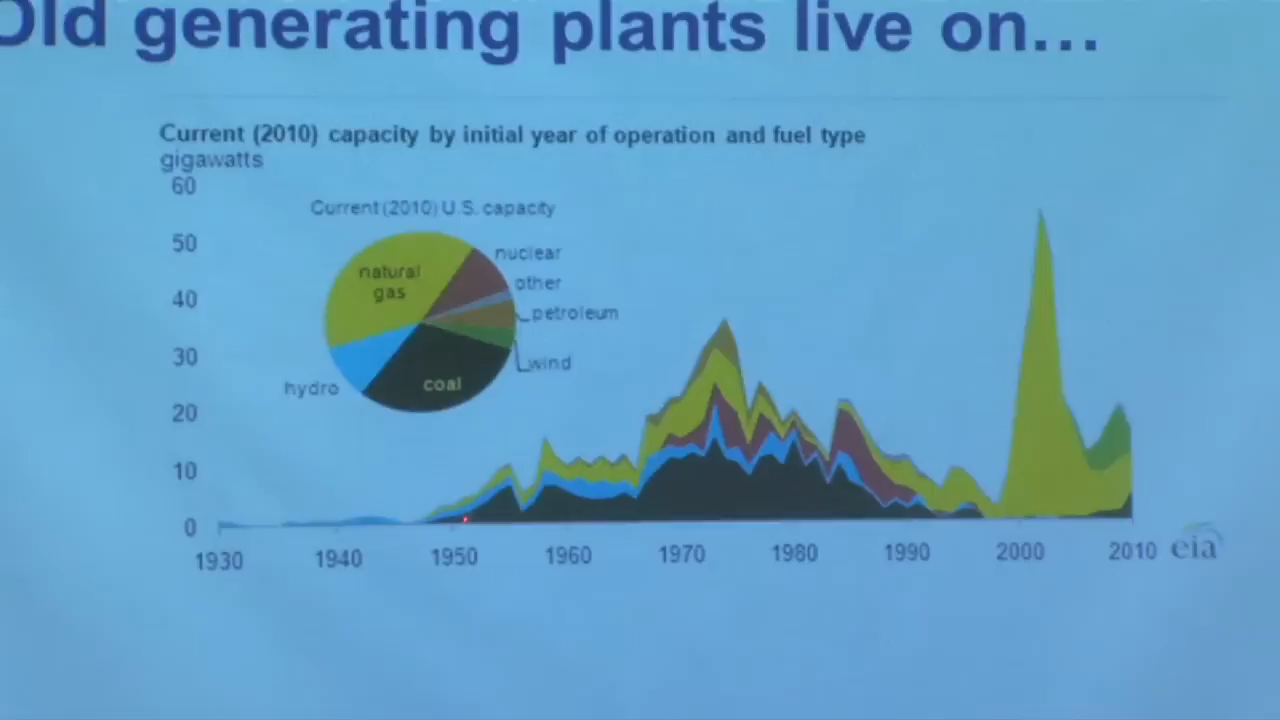 Old generating plants live on...
Current (2010) capacity by initial year of operation and fuel type
gigawatts
60
Current (2010) U.S. capacity
50
nuclear
natural
gas
other
40
petroleum
30
wind
hydro
coal
20
10
0
1930 1940 1950 1960 1970 1980 1990 2000 2010 eia